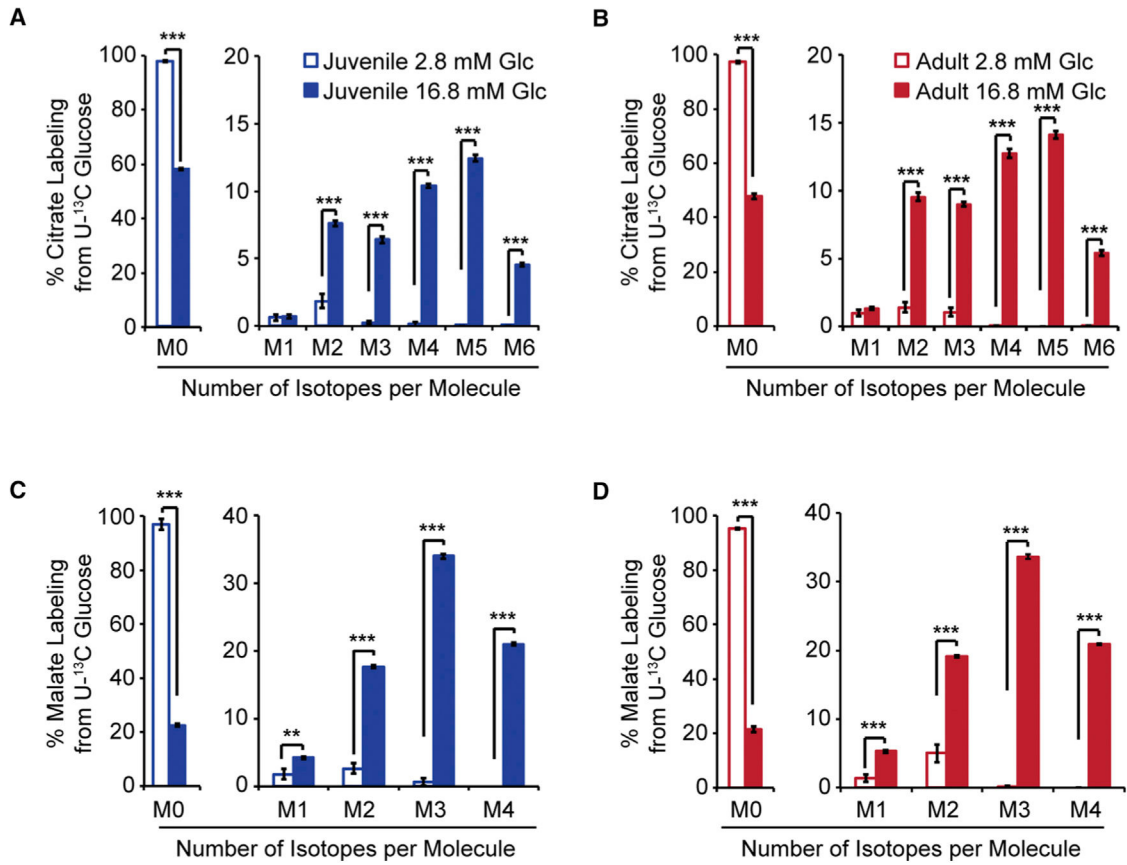 A
% Citrate Labeling
from U-¹³C Glucose
100
80
60
40
20
0
***
M0
20
15
10
5
0
Juvenile 2.8 mM Glc
Juvenile 16.8 mM Glc
***
***
***
***
***
M1 M2 M3 M4 M5 M6
Number of Isotopes per Molecule
B
% Citrate Labeling
from U-¹³C Glucose
100
80
60
40
20
0
***
M0
20
15
10
5
0
Adult 2.8 mM Glc
Adult 16.8 mM Glc
***
***
***
***
***
M1 M2 M3 M4 M5 M6
Number of Isotopes per Molecule
C
% Malate Labeling
from U-¹³C Glucose
100
80
60
40
20
0
***
M0
40
30
20
10
0
**
***
***
***
M1 M2 M3 M4
Number of Isotopes per Molecule
D
% Malate Labeling
from U-¹³C Glucose
100
80
60
40
20
0
***
M0
40
30
20
10
0
***
***
***
***
M1 M2 M3 M4
Number of Isotopes per Molecule